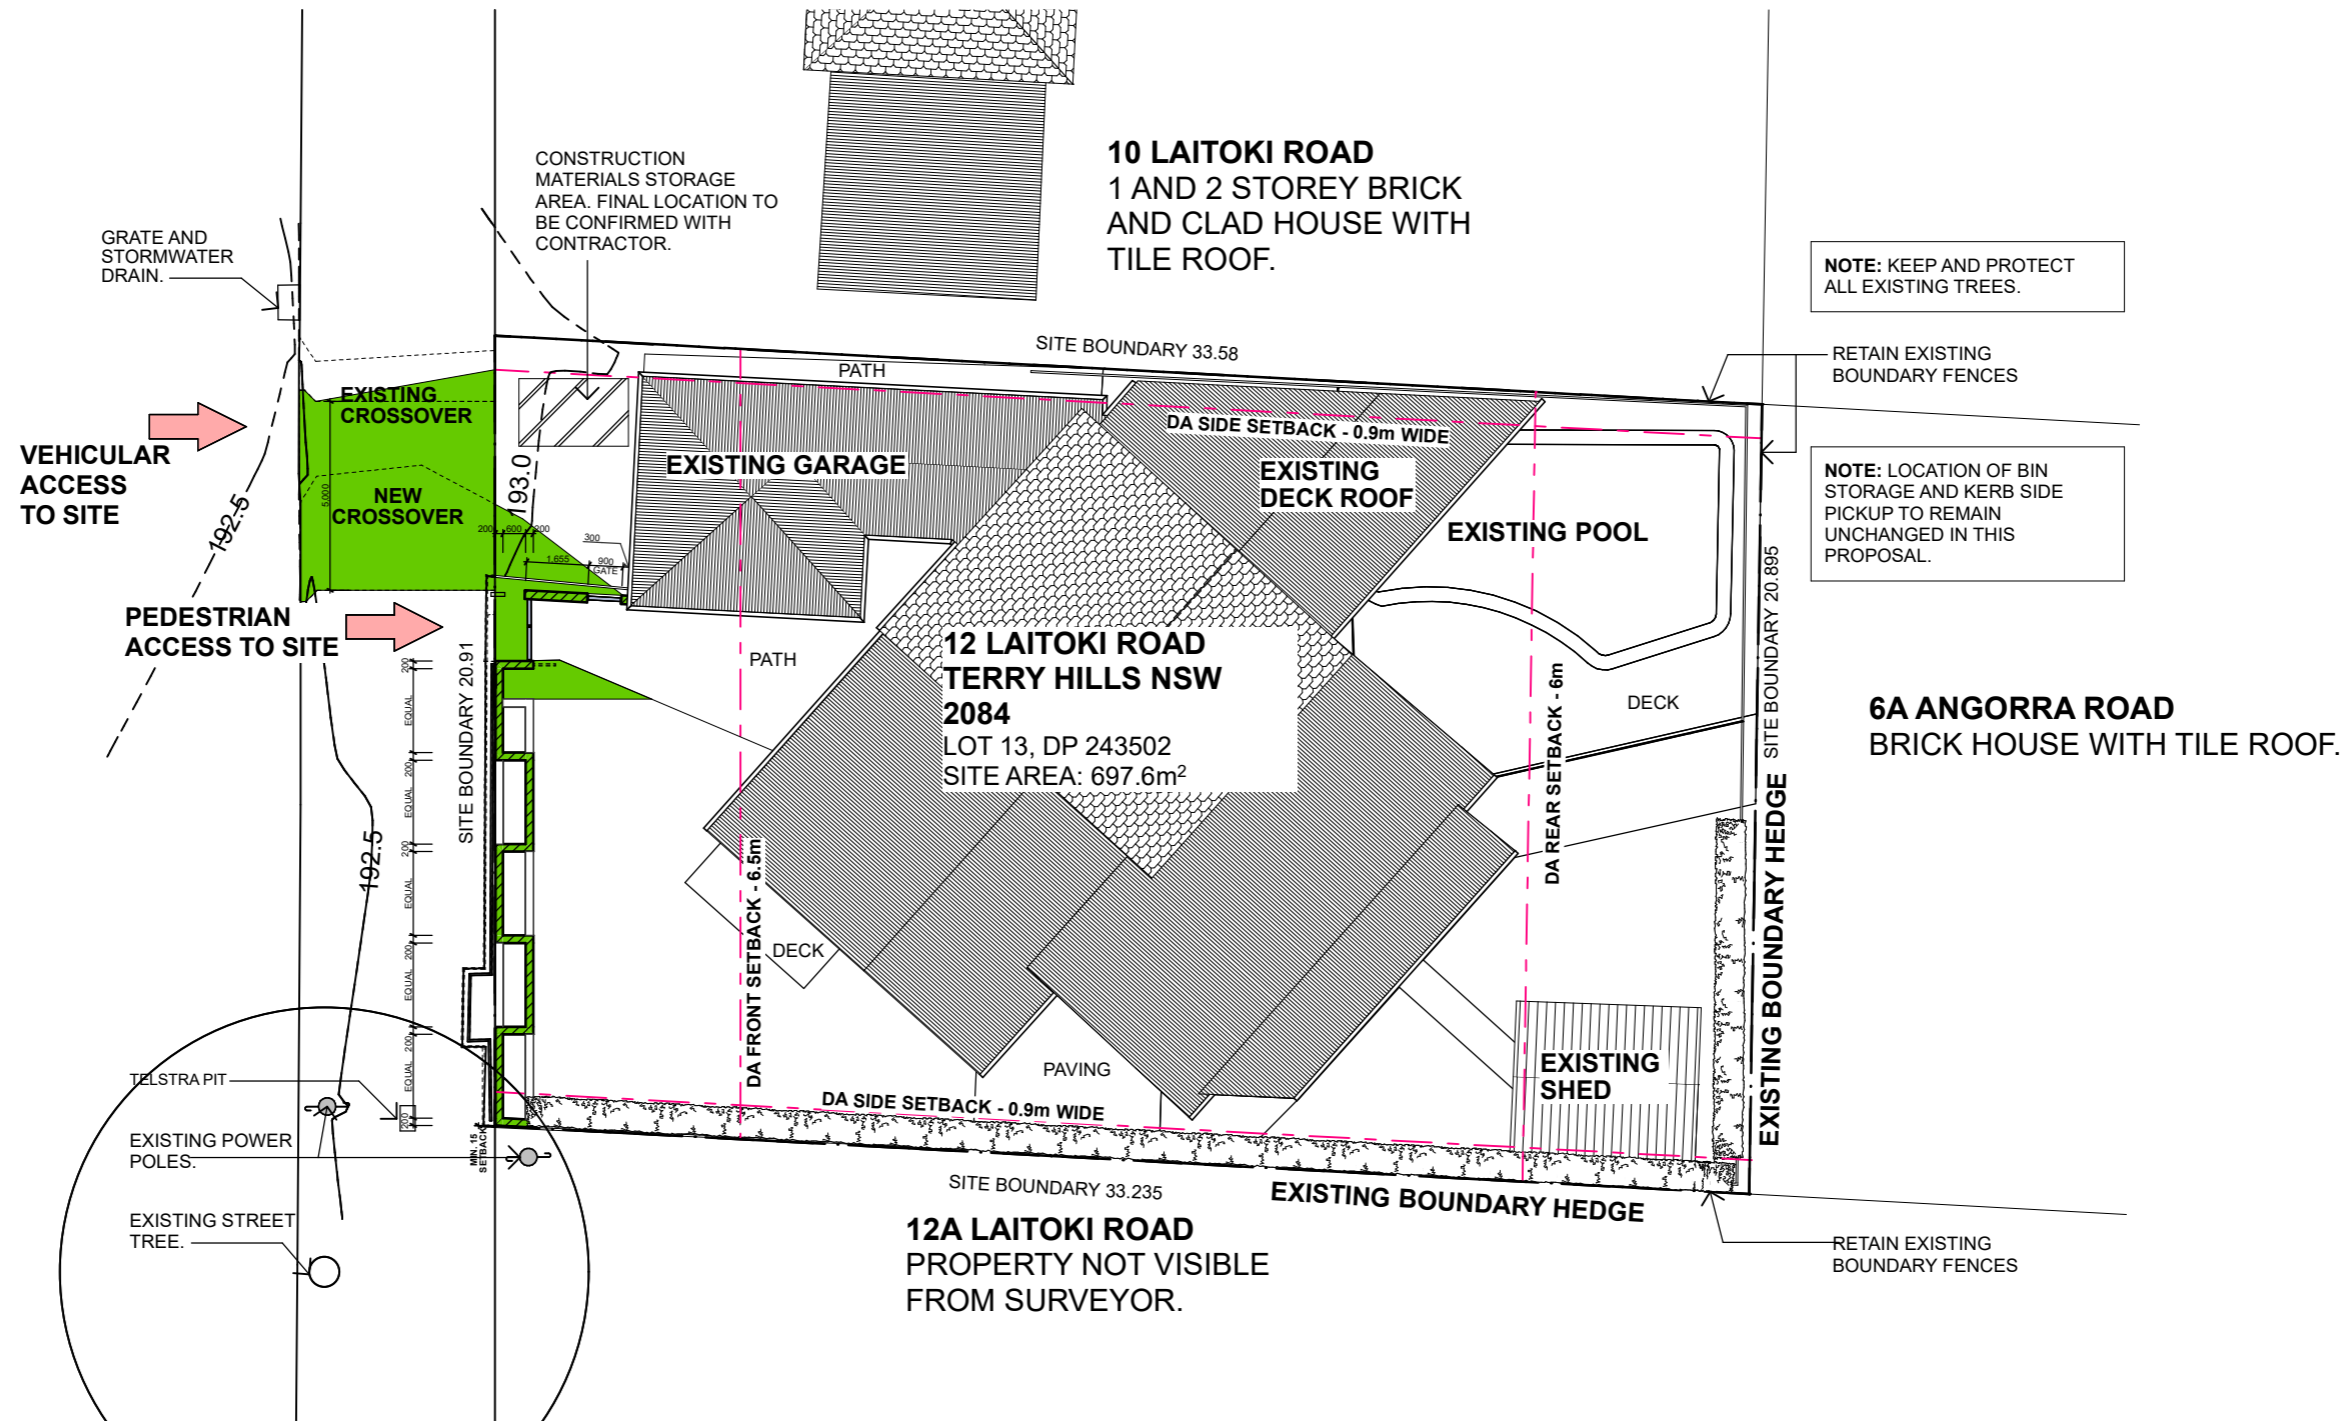 CONSTRUCTION
MATERIALS STORAGE
AREA. FINAL LOCATION TO
BE CONFIRMED WITH
CONTRACTOR.
10 LAITOKI ROAD
1 AND 2 STOREY BRICK
AND CLAD HOUSE WITH
TILE ROOF.
GRATE AND
STORMWATER
DRAIN.
NOTE: KEEP AND PROTECT
ALL EXISTING TREES.
SITE BOUNDARY 33.58
RETAIN EXISTING
BOUNDARY FENCES
PATH
EXISTING
CROSSOVER
DA SIDE SETBACK - 0.9m WIDE
VEHICULAR
ACCESS
TO SITE
EXISTING GARAGE
EXISTING
DECK ROOF
NOTE: LOCATION OF BIN
STORAGE AND KERB SIDE
PICKUP TO REMAIN
UNCHANGED IN THIS
PROPOSAL.
193.0
NEW
CROSSOVER
5,000
192.5
EXISTING POOL
200
600
200
300
1,655
900
GATE
SITE BOUNDARY 20.895
PEDESTRIAN
ACCESS TO SITE
SITE BOUNDARY 20.91
PATH
12 LAITOKI ROAD
TERRY HILLS NSW
2084
LOT 13, DP 243502
SITE AREA: 697.6m²
DECK
DA REAR SETBACK - 6m
6A ANGORRA ROAD
BRICK HOUSE WITH TILE ROOF.
200
EQUAL
200
EQUAL
200
EQUAL
200
EQUAL
200
EQUAL
200
192.5
DA FRONT SETBACK - 6.5m
DECK
EXISTING BOUNDARY HEDGE
EXISTING
SHED
PAVING
TELSTRA PIT
DA SIDE SETBACK - 0.9m WIDE
EXISTING POWER
POLES.
MIN. 15
SETBACK
SITE BOUNDARY 33.235
EXISTING BOUNDARY HEDGE
EXISTING STREET
TREE.
12A LAITOKI ROAD
PROPERTY NOT VISIBLE
FROM SURVEYOR.
RETAIN EXISTING
BOUNDARY FENCES